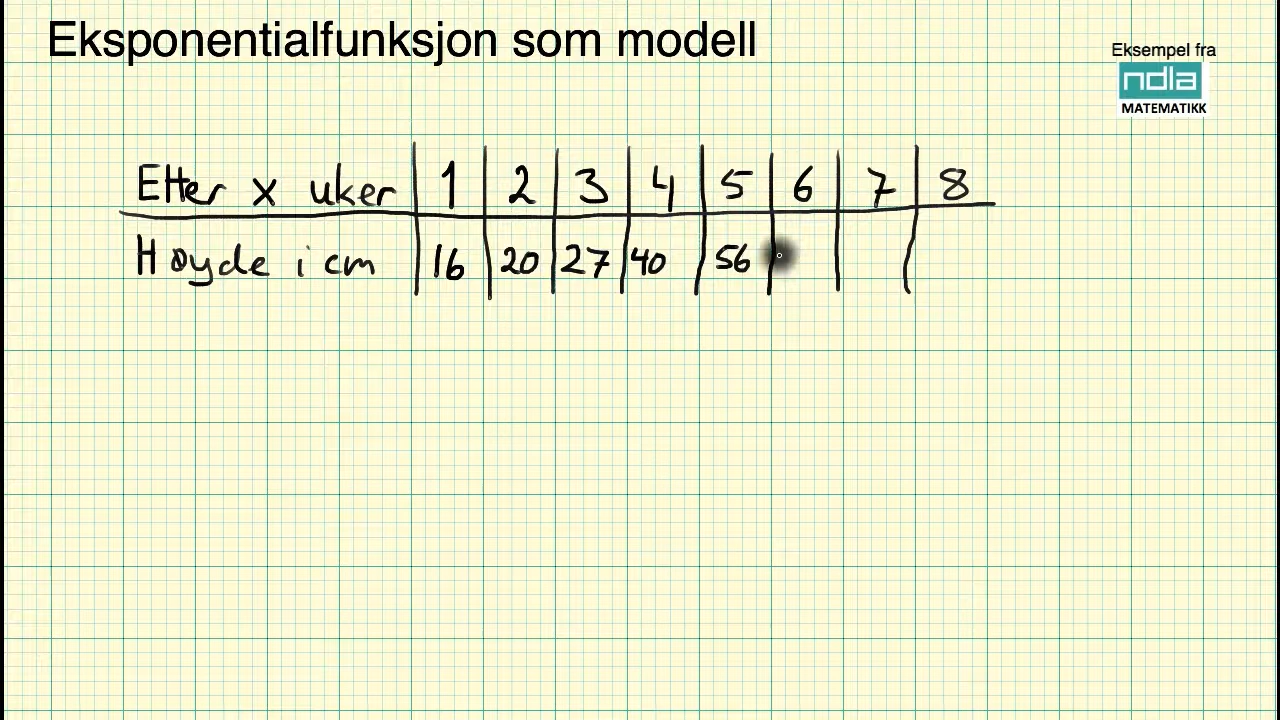 Eksponentialfunksjon som modell
Eksempel fra
ndla
MATEMATIKK
Etter x uker 1 2 3 4 5 6 7 8
Høyde i cm 16 20 27 40 56